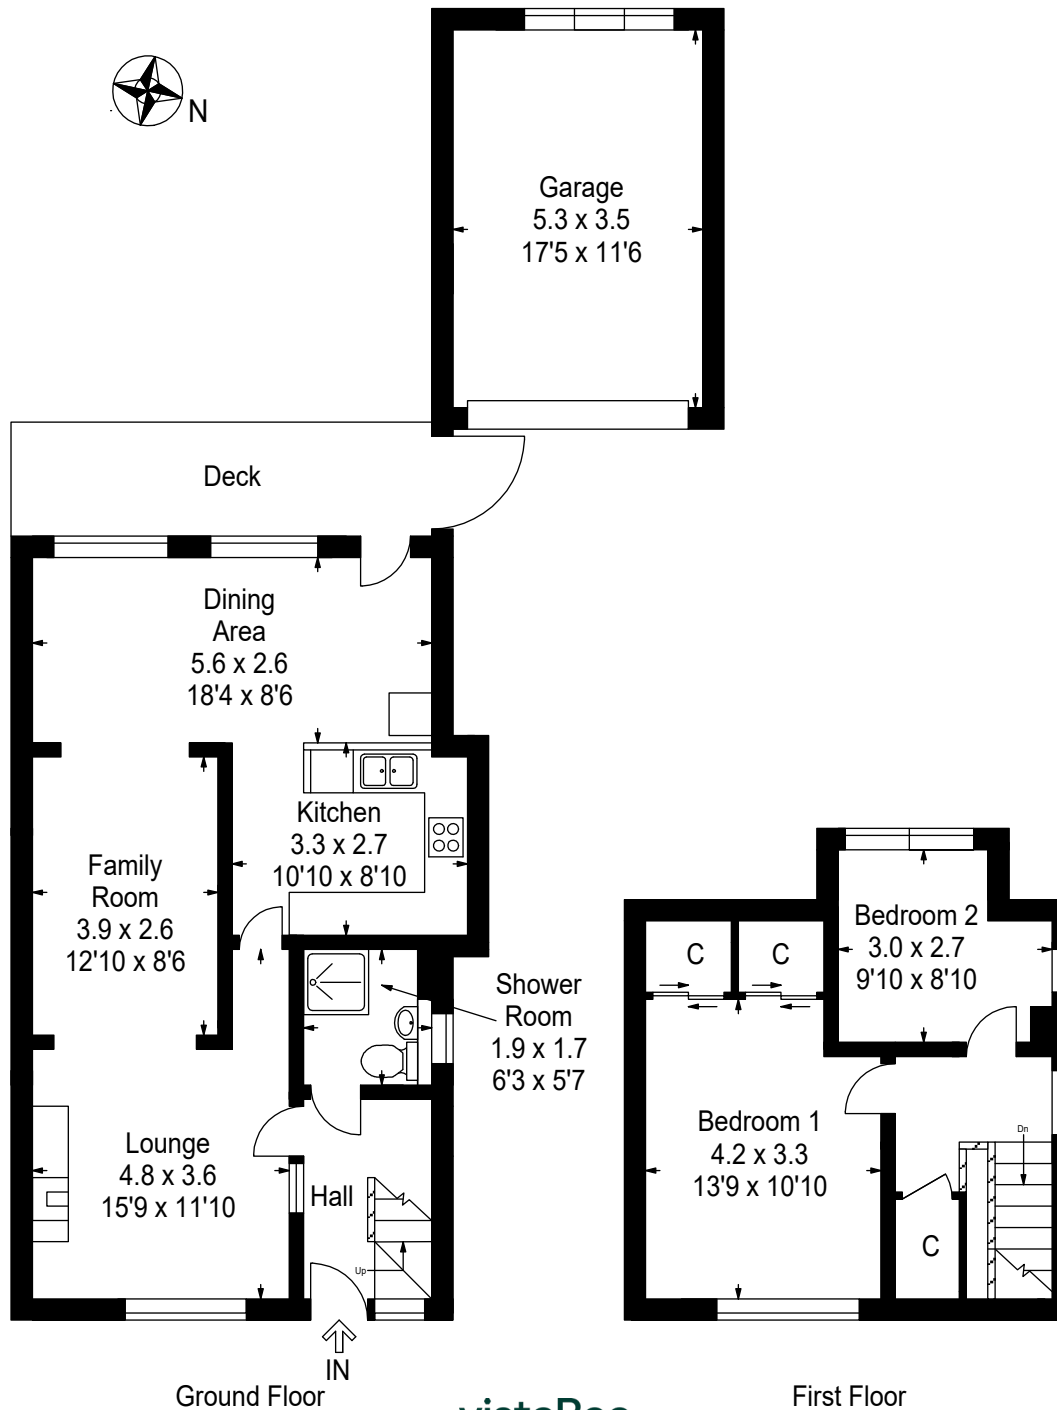 N
Garage
5.3 x 3.5
17'5 x 11'6
Deck
Dining
Area
5.6 x 2.6
18'4 x 8'6
Kitchen
3.3 x 2.7
10'10 x 8'10
Family
Room
3.9 x 2.6
12'10 x 8'6
Shower
Room
1.9 x 1.7
6'3 x 5'7
Lounge
4.8 x 3.6
15'9 x 11'10
Hall
Up
IN
Ground Floor
C
C
Bedroom 2
3.0 x 2.7
9'10 x 8'10
Bedroom 1
4.2 x 3.3
13'9 x 10'10
Dn
C
First Floor
vistaBee